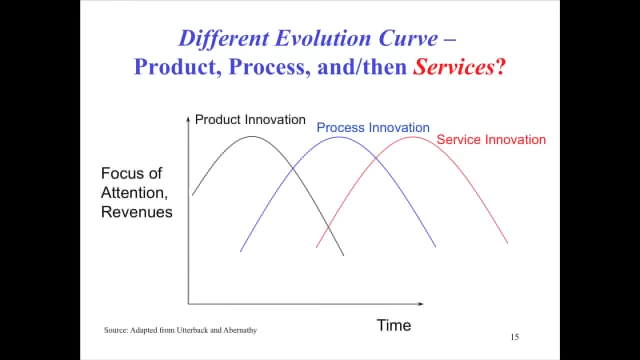 Different Evolution Curve –
Product, Process, and/then Services?
Product Innovation
Process Innovation
Service Innovation
Focus of
Attention,
Revenues
Time
Source: Adapted from Utterback and Abernathy
15